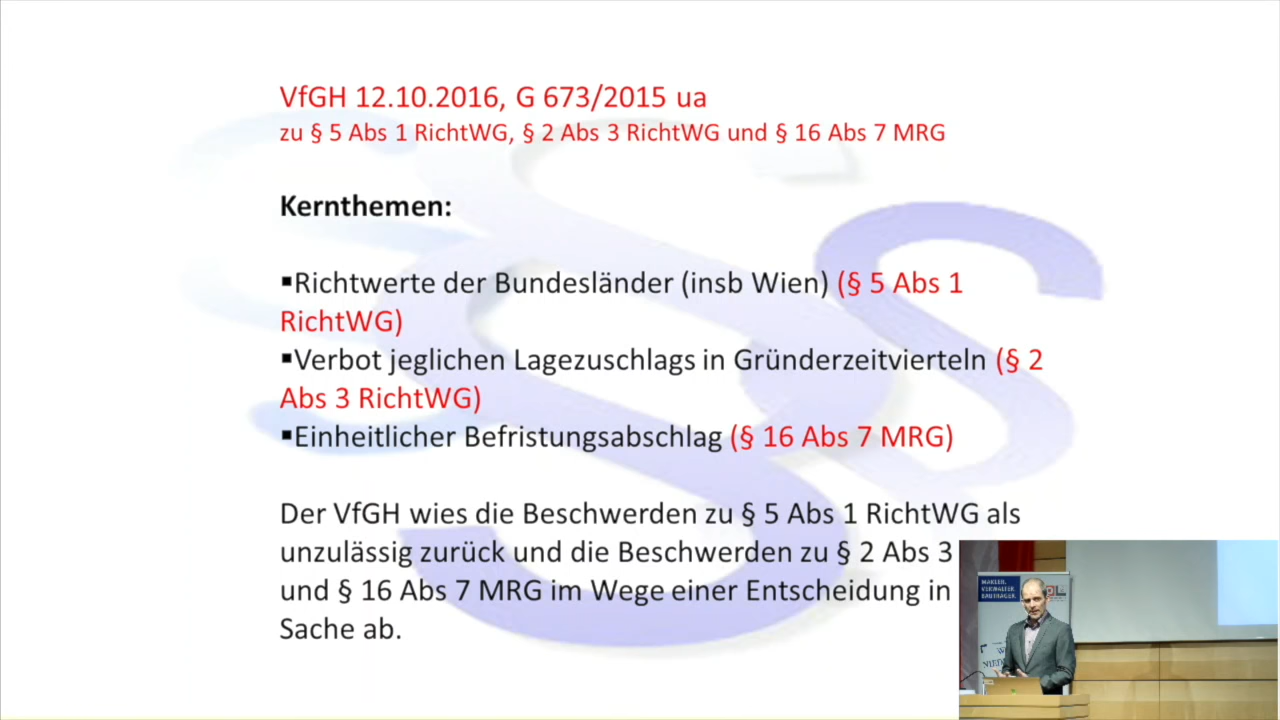 VfGH 12.10.2016, G 673/2015 ua
zu § 5 Abs 1 RichtWG, § 2 Abs 3 RichtWG und § 16 Abs 7 MRG
Kernthemen:
▪Richtwerte der Bundesländer (insb Wien) (§ 5 Abs 1
RichtWG)
▪Verbot jeglichen Lagezuschlags in Gründerzeitvierteln (§ 2
Abs 3 RichtWG)
▪Einheitlicher Befristungsabschlag (§ 16 Abs 7 MRG)
Der VfGH wies die Beschwerden zu § 5 Abs 1 RichtWG als
unzulässig zurück und die Beschwerden zu § 2 Abs 3
und § 16 Abs 7 MRG im Wege einer Entscheidung in
Sache ab.
MAKLER.
VERWALTER
BAUTRÄGER.